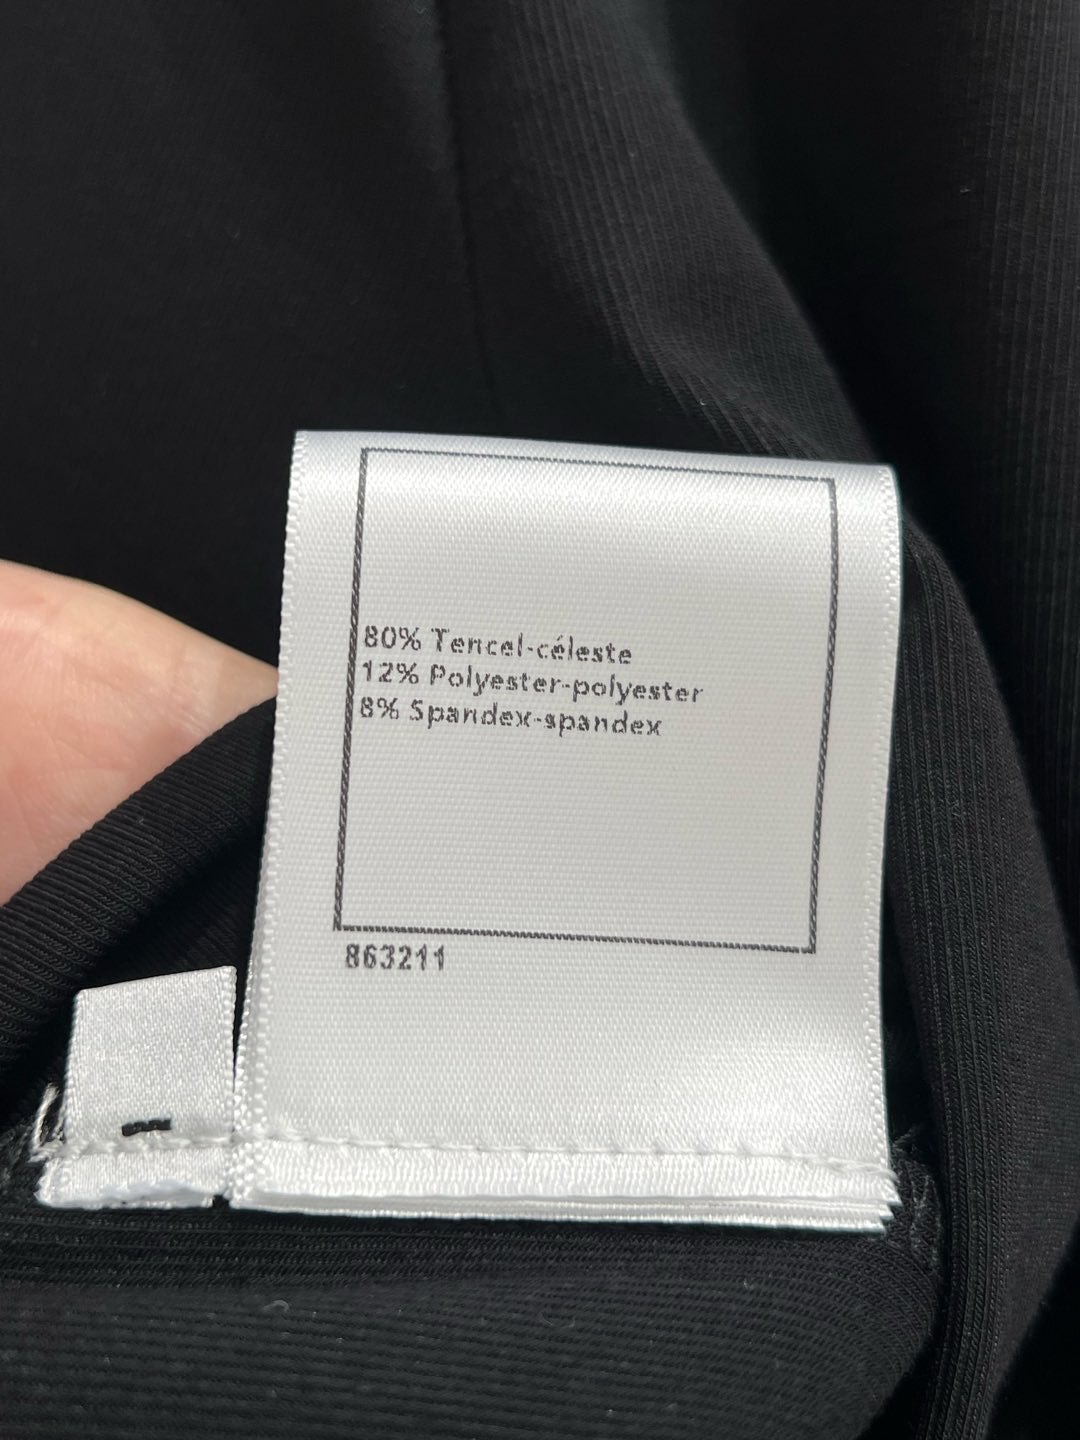 80% Tencel-céleste
12% Polyester-polyester
8% Spandex-spandex
863211